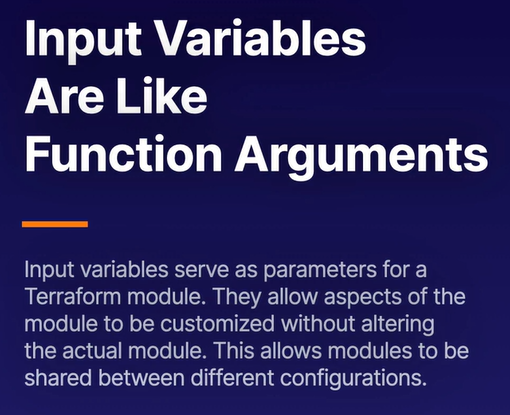 Input Variables
Are Like
Function Arguments
Input variables serve as parameters for a
Terraform module. They allow aspects of the
module to be customized without altering
the actual module. This allows modules to be
shared between different configurations.